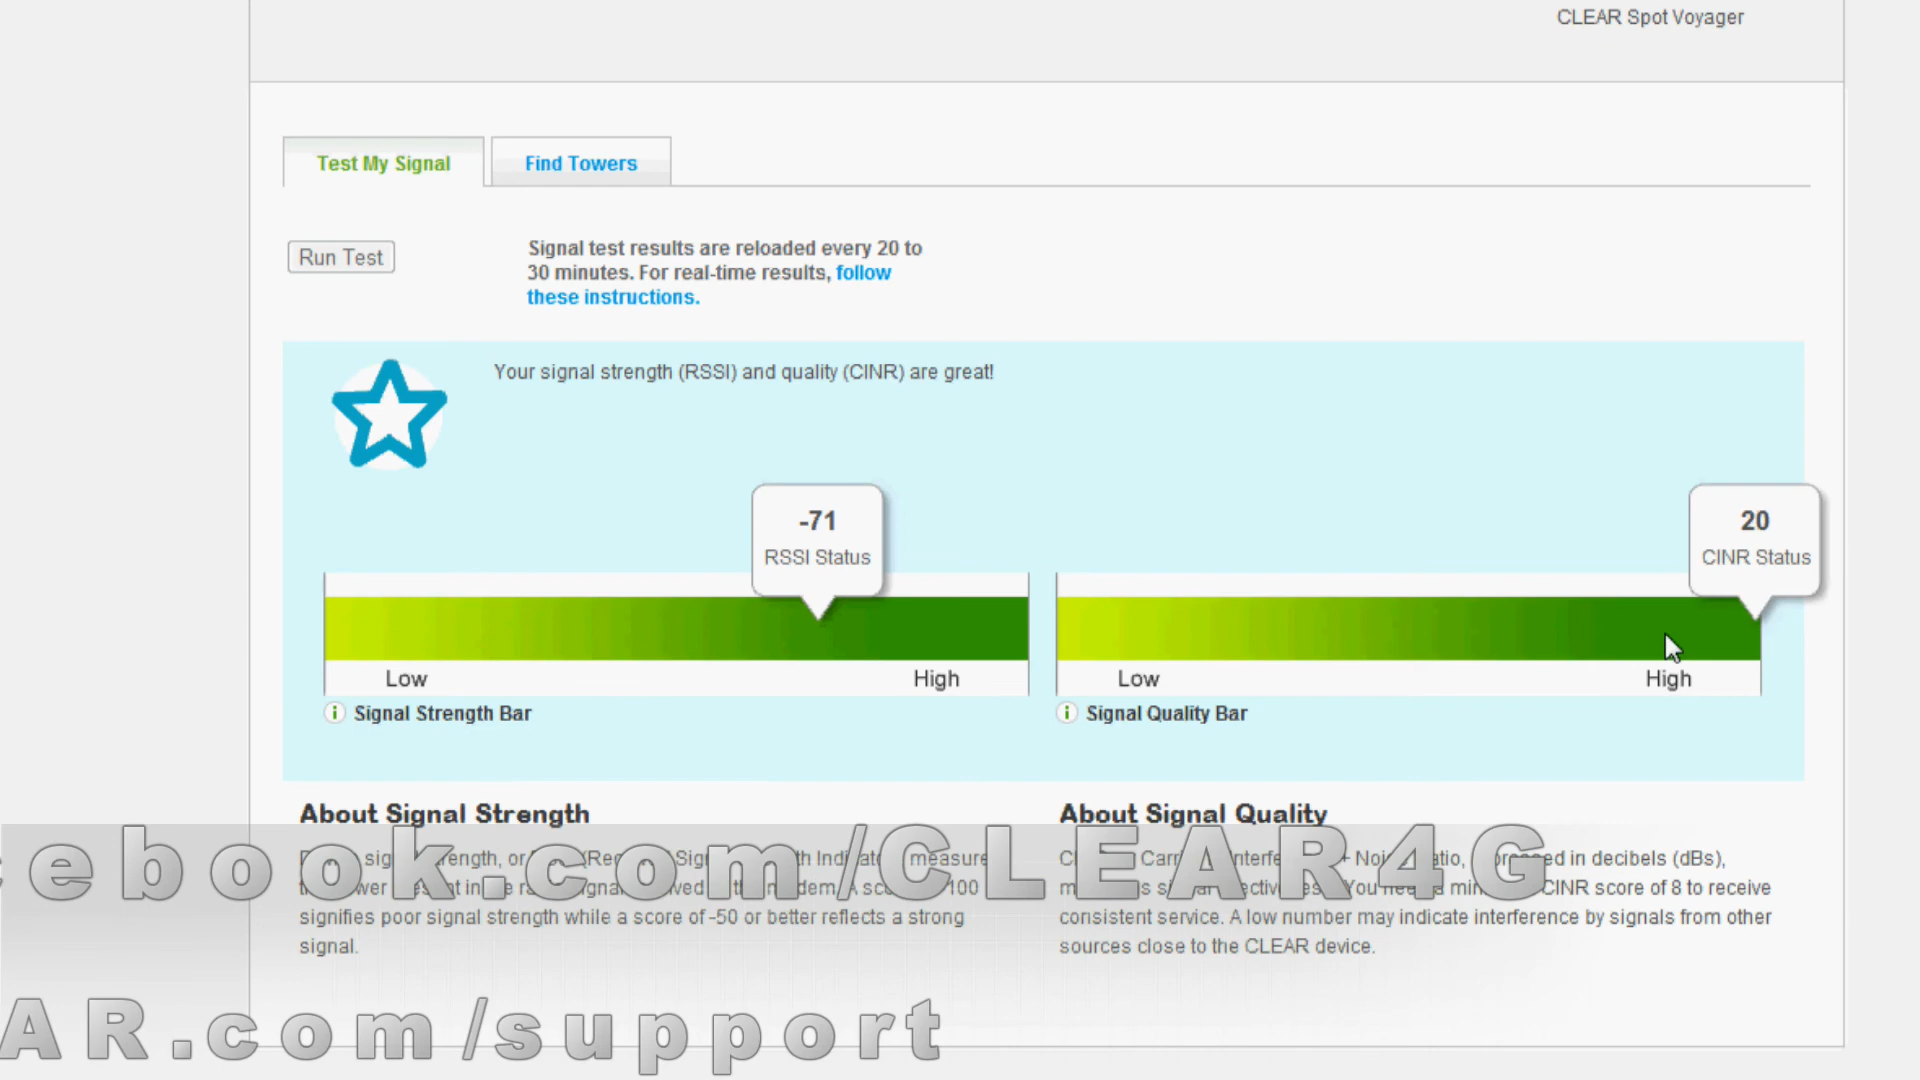 CLEAR Spot Voyager
Test My Signal
Find Towers
Run Test
Signal test results are reloaded every 20 to
30 minutes. For real-time results, follow
these instructions.
Your signal strength (RSSI) and quality (CINR) are great!
-71
RSSI Status
20
CINR Status
Low
High
Low
High
i Signal Strength Bar
i Signal Quality Bar
About Signal Strength
signifies poor signal strength while a score of -50 or better reflects a strong
signal.
About Signal Quality
in decibels (dBs),
CINR score of 8 to receive
consistent service. A low number may indicate interference by signals from other
sources close to the CLEAR device.
ebook.com/CLEAR4G
AR.com/support